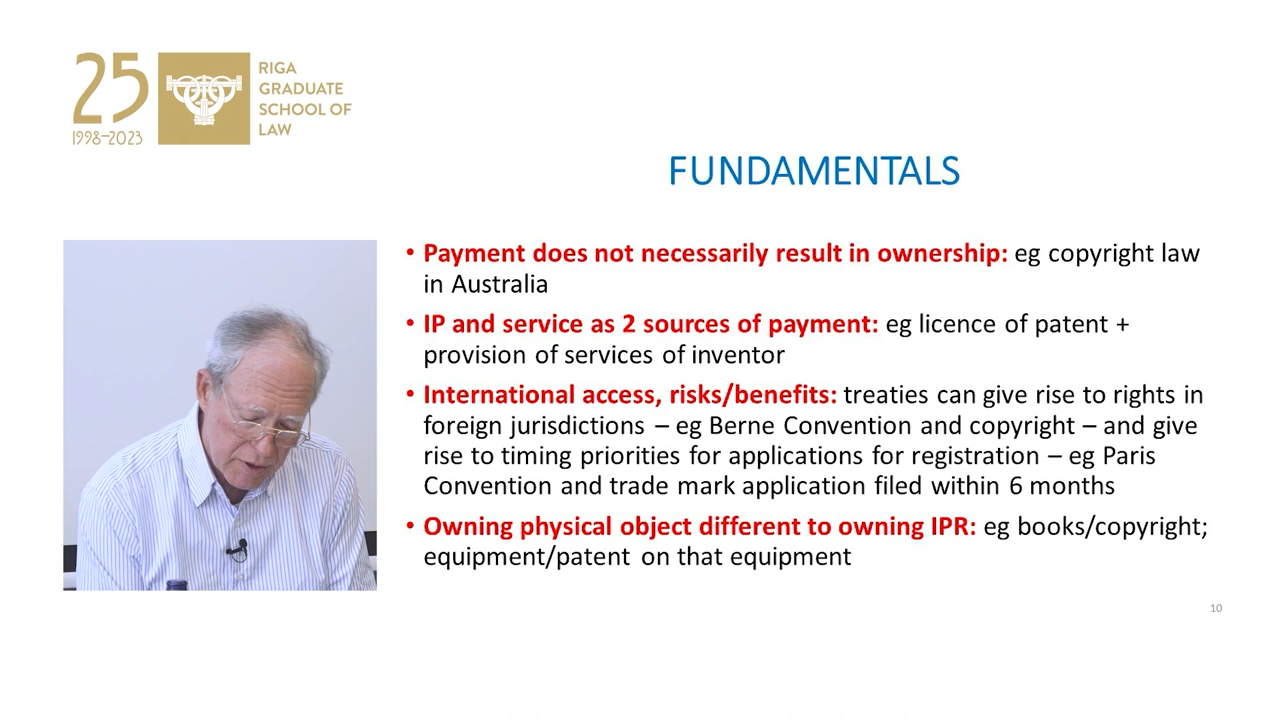 25
1998–2023
RIGA
GRADUATE
SCHOOL OF
LAW
FUNDAMENTALS
• Payment does not necessarily result in ownership: eg copyright law
in Australia
• IP and service as 2 sources of payment: eg licence of patent +
provision of services of inventor
• International access, risks/benefits: treaties can give rise to rights in
foreign jurisdictions – eg Berne Convention and copyright – and give
rise to timing priorities for applications for registration – eg Paris
Convention and trade mark application filed within 6 months
• Owning physical object different to owning IPR: eg books/copyright;
equipment/patent on that equipment
10